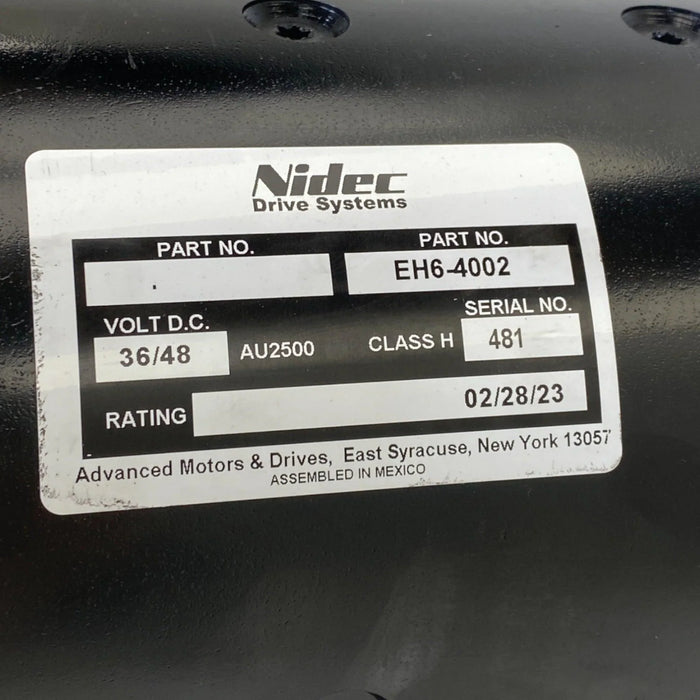 Nidec
Drive Systems
PART NO. PART NO.
EH6-4002
VOLT D.C. SERIAL NO.
36/48 AU2500 CLASS H 481
RATING 02/28/23
Advanced Motors & Drives, East Syracuse, New York 13057
ASSEMBLED IN MEXICO